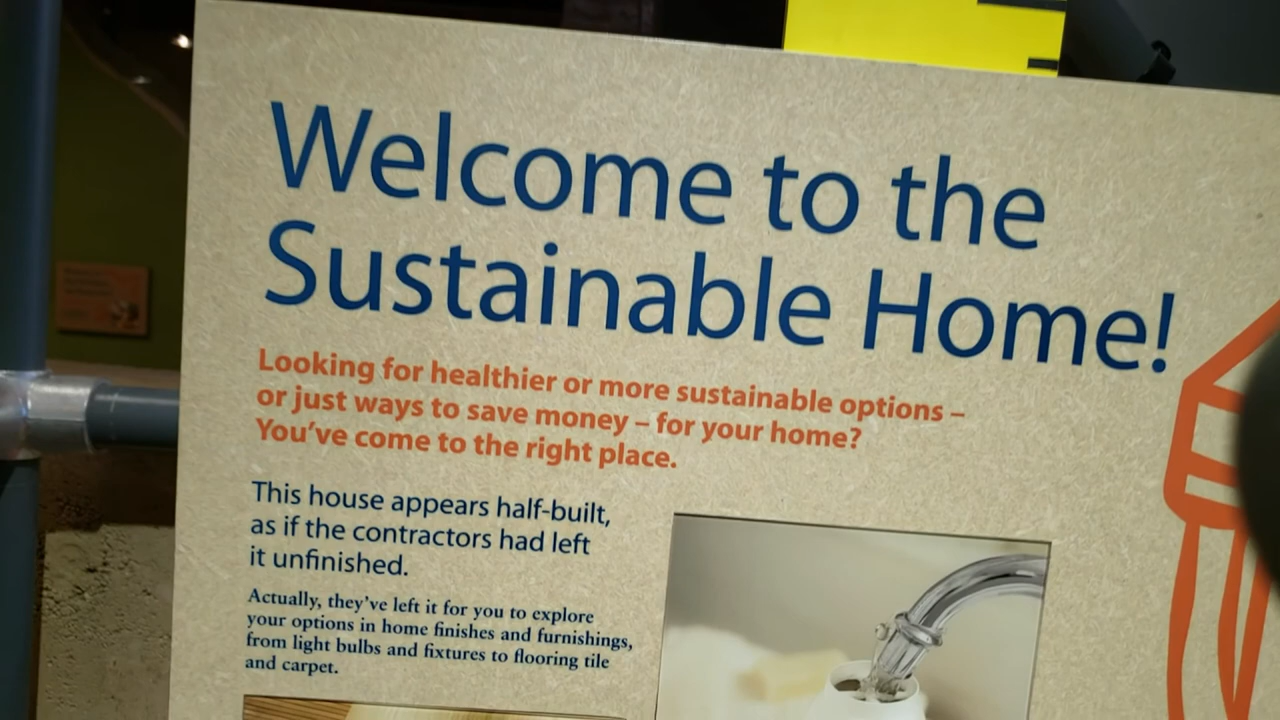 Welcome to the
Sustainable Home!
Looking for healthier or more sustainable options –
or just ways to save money – for your home?
You've come to the right place.
This house appears half-built,
as if the contractors had left
it unfinished.
Actually, they've left it for you to explore
your options in home finishes and furnishings,
from light bulbs and fixtures to flooring tile
and carpet.